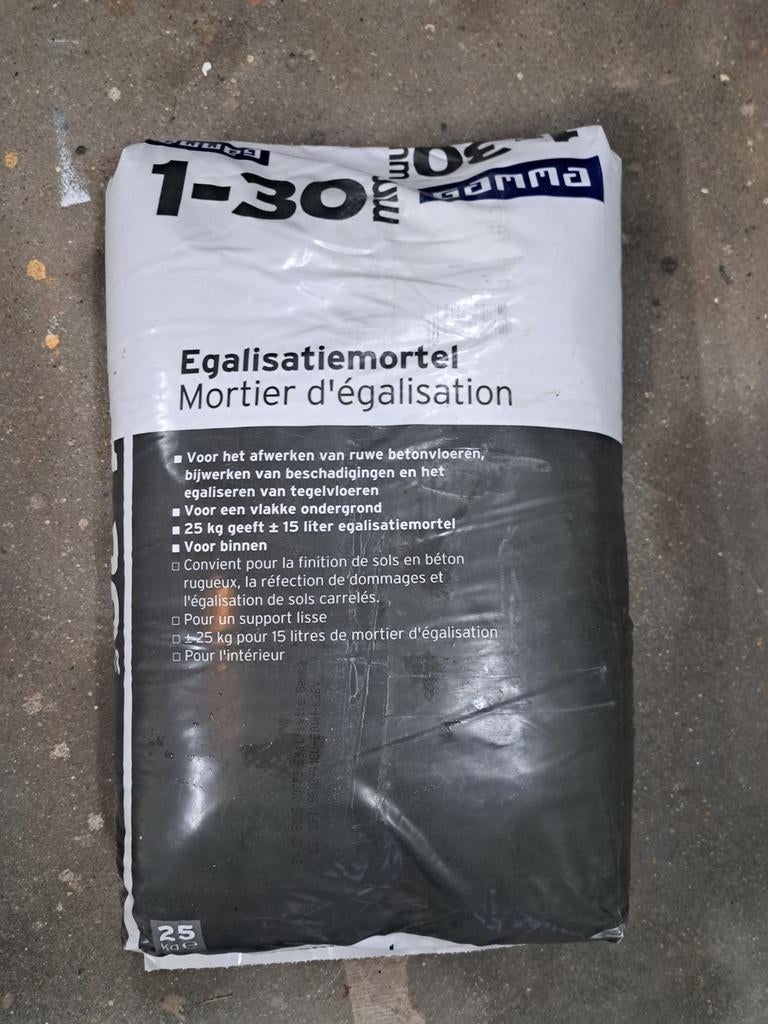 GAMMA
1-30
mm
GAMMA
Egalisatiemortel
Mortier d'égalisation
■ Voor het afwerken van ruwe betonvloeren,
bijwerken van beschadigingen en het
egaliseren van tegelvloeren
■ Voor een vlakke ondergrond
■ 25 kg geeft ± 15 liter egalisatiemortel
■ Voor binnen
□ Convient pour la finition de sols en béton
rugueux, la réfection de dommages et
l'égalisation de sols carrelés.
□ Pour un support lisse
□ ± 25 kg pour 15 litres de mortier d'égalisation
□ Pour l'intérieur
25
kg e